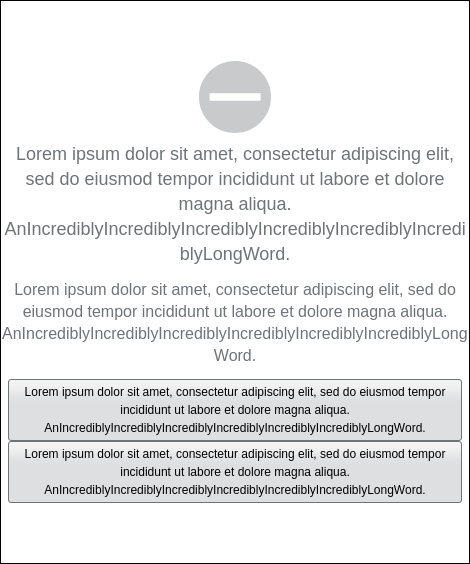 Lorem ipsum dolor sit amet, consectetur adipiscing elit,
sed do eiusmod tempor incididunt ut labore et dolore
magna aliqua.
AnIncrediblyIncrediblyIncrediblyIncrediblyIncrediblyIncredi
blyLongWord.
Lorem ipsum dolor sit amet, consectetur adipiscing elit, sed do
eiusmod tempor incididunt ut labore et dolore magna aliqua.
AnIncrediblyIncrediblyIncrediblyIncrediblyIncrediblyIncrediblyLong
Word.
Lorem ipsum dolor sit amet, consectetur adipiscing elit, sed do eiusmod tempor
incididunt ut labore et dolore magna aliqua.
AnIncrediblyIncrediblyIncrediblyIncrediblyIncrediblyIncrediblyLongWord.
Lorem ipsum dolor sit amet, consectetur adipiscing elit, sed do eiusmod tempor
incididunt ut labore et dolore magna aliqua.
AnIncrediblyIncrediblyIncrediblyIncrediblyIncrediblyIncrediblyLongWord.